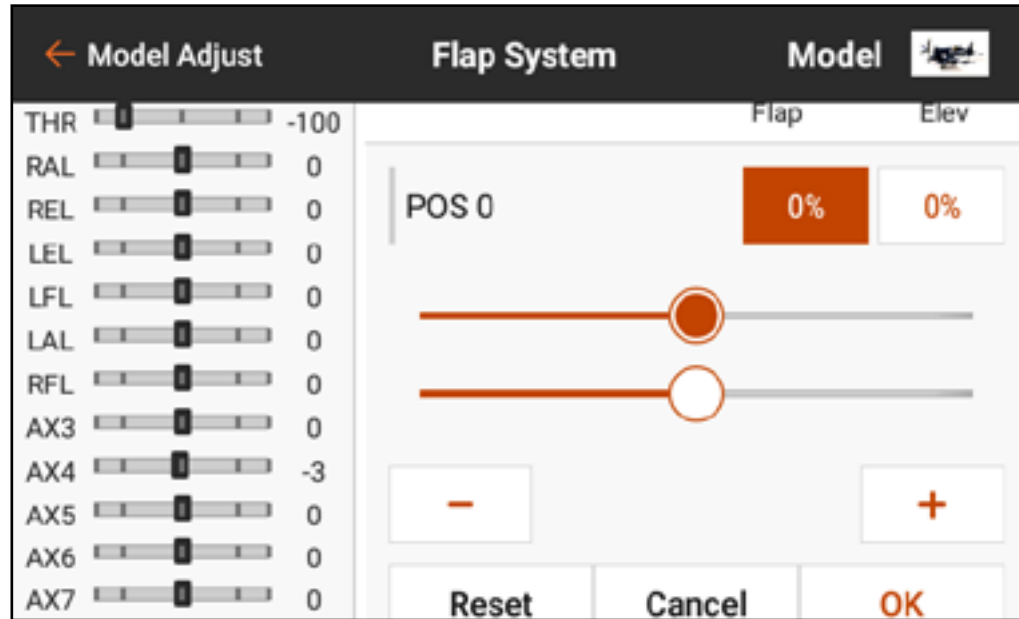 ← Model Adjust Flap System Model
THR -100
RAL 0
REL 0
LEL 0
LFL 0
LAL 0
RFL 0
AX3 0
AX4 -3
AX5 0
AX6 0
AX7 0
Flap Elev
POS 0 0% 0%
− +
Reset Cancel OK